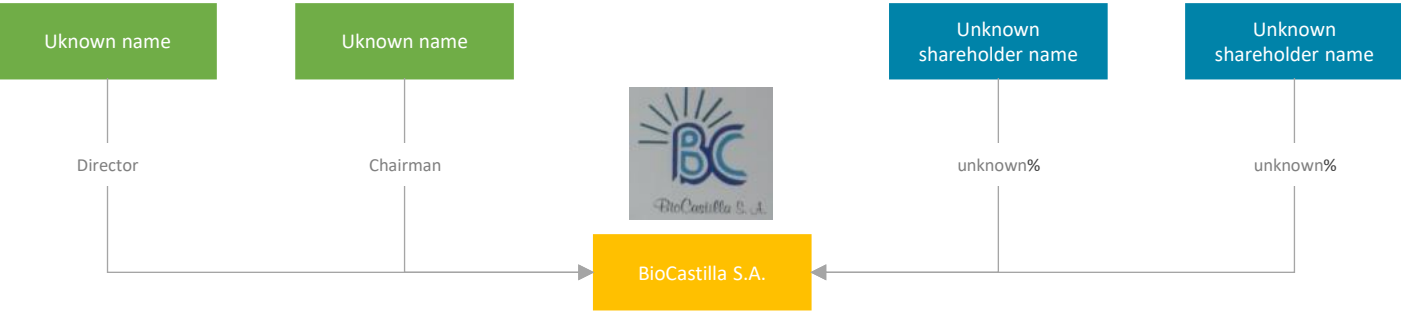 Uknown name
Uknown name
Unknown
shareholder name
Unknown
shareholder name
BC
BioCastilla S. A.
Director
Chairman
unknown%
unknown%
BioCastilla S.A.